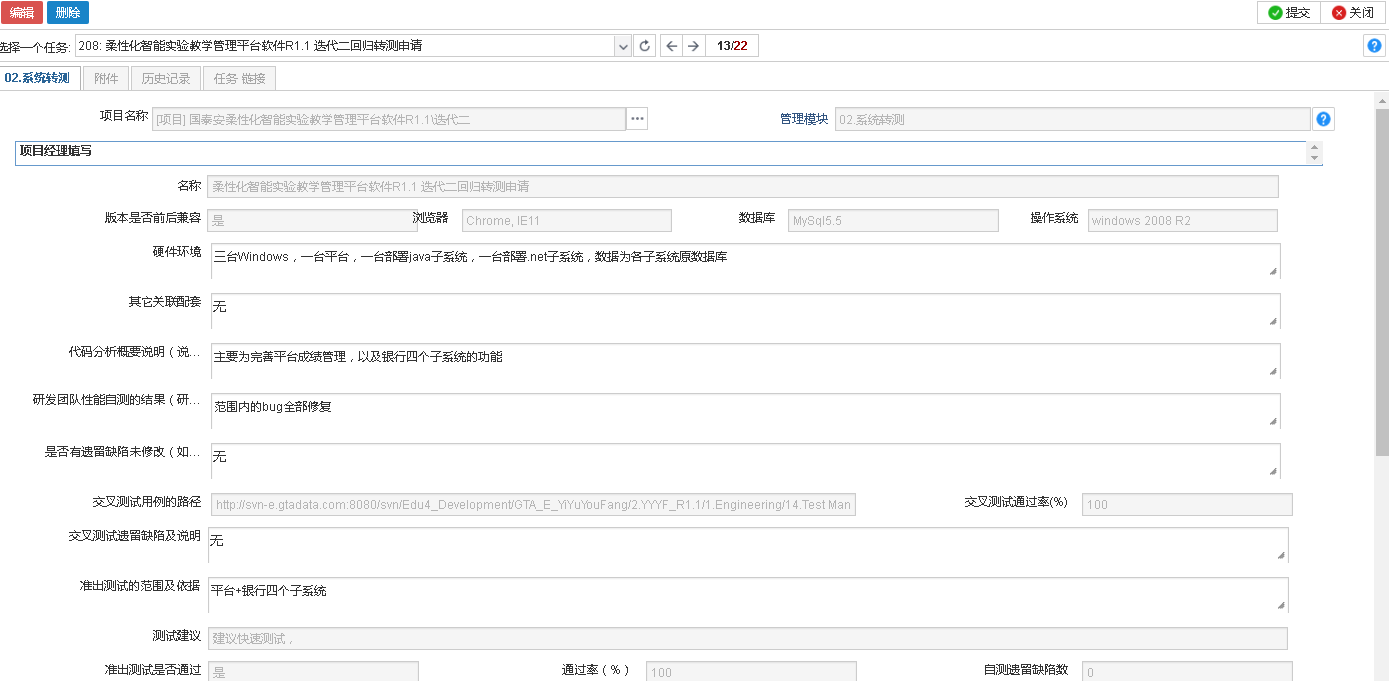 编辑 删除 提交 关闭
选择一个任务: 208: 柔性化智能实验教学管理平台软件R1.1 迭代二回归转测申请 13/22
02.系统转测 附件 历史记录 任务 链接
项目名称 [项目] 国泰安柔性化智能实验教学管理平台软件R1.1\迭代二 管理模块 02.系统转测
项目经理填写
名称 柔性化智能实验教学管理平台软件R1.1 迭代二回归转测申请
版本是否前后兼容 是 浏览器 Chrome, IE11 数据库 MySql5.5 操作系统 windows 2008 R2
硬件环境 三台Windows，一台平台，一台部署java子系统，一台部署.net子系统，数据为各子系统原数据库
其它关联配套 无
代码分析概要说明（说... 主要为完善平台成绩管理，以及银行四个子系统的功能
研发团队性能自测的结果（研... 范围内的bug全部修复
是否有遗留缺陷未修改（如... 无
交叉测试用例的路径 http://svn-e.gtadata.com:8080/svn/Edu4_Development/GTA_E_YiYuYouFang/2.YYYF_R1.1/1.Engineering/14.Test Man 交叉测试通过率(%) 100
交叉测试遗留缺陷及说明 无
准出测试的范围及依据 平台+银行四个子系统
测试建议 建议快速测试，
准出测试是否通过 是 通过率（%） 100 自测遗留缺陷数 0